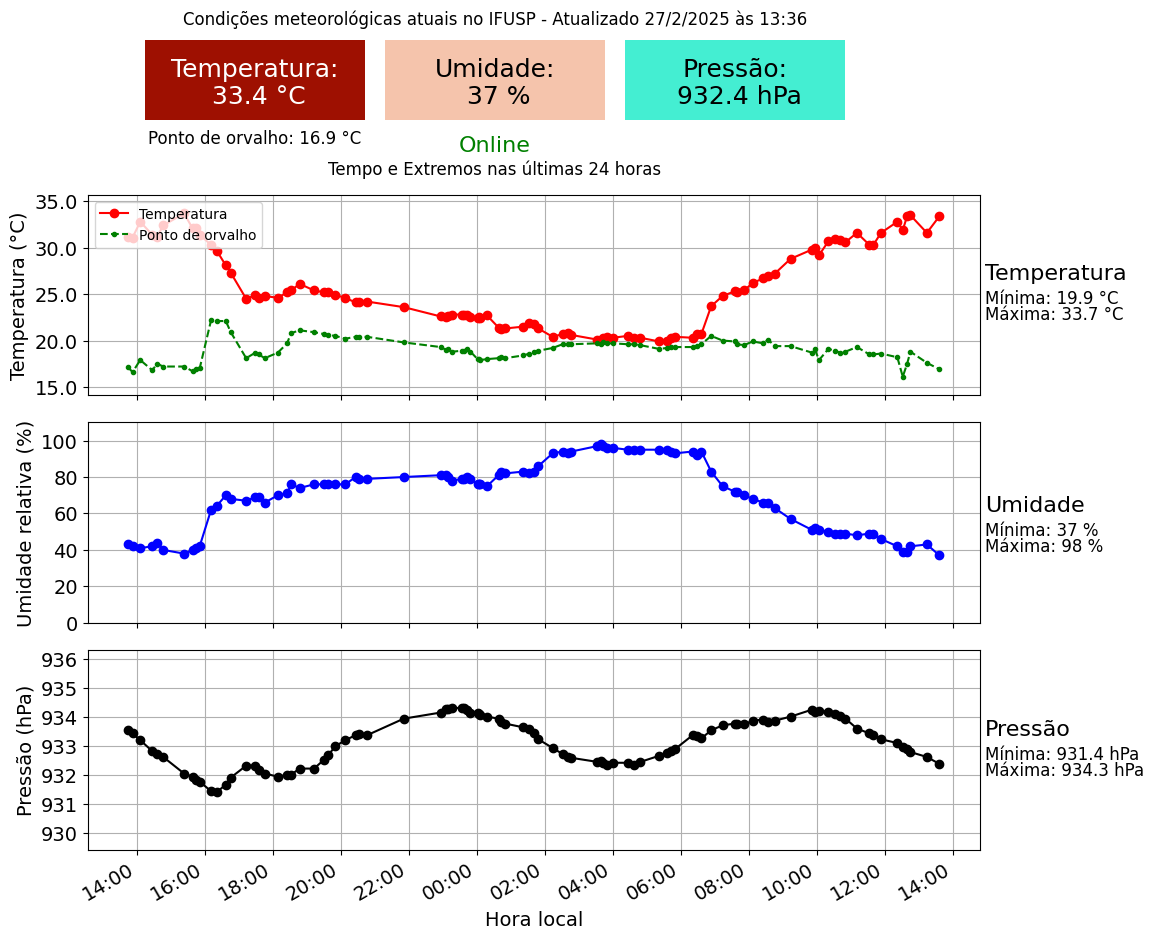 Condições meteorológicas atuais no IFUSP - Atualizado 27/2/2025 às 13:36
Temperatura:
33.4 °C
Umidade:
37 %
Pressão:
932.4 hPa
Ponto de orvalho: 16.9 °C
Online
Tempo e Extremos nas últimas 24 horas
Temperatura (°C)
35.0
30.0
25.0
20.0
15.0
Temperatura
Ponto de orvalho
Temperatura
Mínima: 19.9 °C
Máxima: 33.7 °C
Umidade relativa (%)
100
80
60
40
20
0
Umidade
Mínima: 37 %
Máxima: 98 %
Pressão (hPa)
936
935
934
933
932
931
930
Pressão
Mínima: 931.4 hPa
Máxima: 934.3 hPa
14:00 16:00 18:00 20:00 22:00 00:00 02:00 04:00 06:00 08:00 10:00 12:00 14:00
Hora local